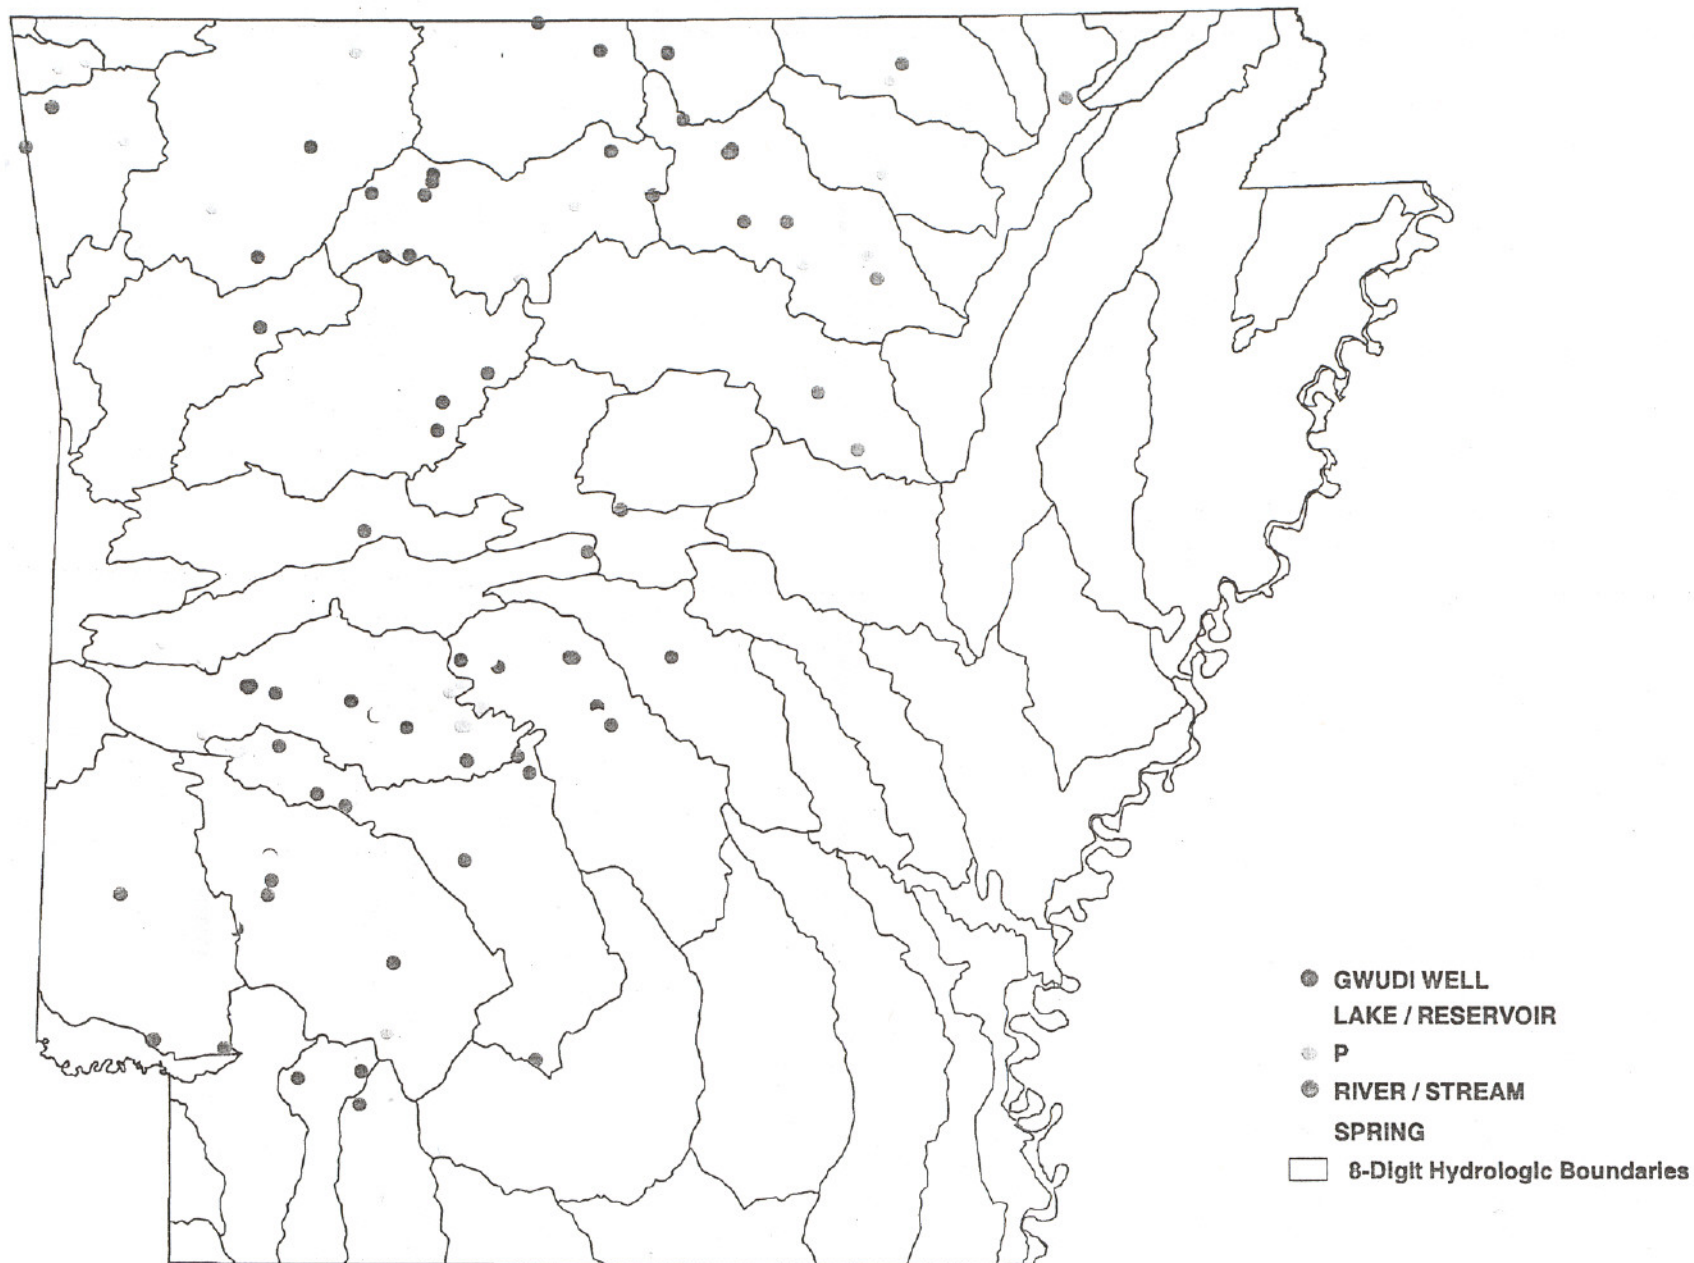 GWUDI WELL
LAKE / RESERVOIR
P
RIVER / STREAM
SPRING
8-Digit Hydrologic Boundaries